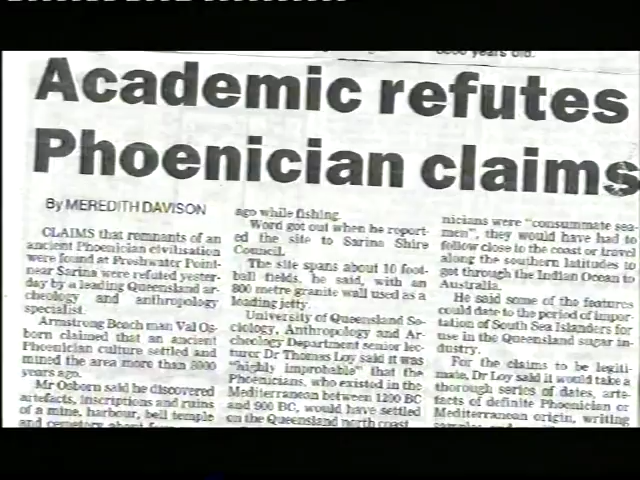 6000 years old.
Academic refutes
Phoenician claims
By MEREDITH DAVISON
CLAIMS that remnants of an
ancient Phoenician civilisation
were found at Freshwater Point
near Sarina were refuted yester-
day by a leading Queensland ar-
cheology and anthropology
specialist.
Armstrong Beach man Val Os-
born claimed that an ancient
Phoenician culture settled and
mined the area more than 3000
years ago.
Mr Osborn said he discovered
artefacts, inscriptions and ruins
of a mine, harbour, bell temple
and cemetery about
ago while fishing.
Word got out when he report-
ed the site to Sarina Shire
Council.
The site spans about 10 foot-
ball fields, he said, with an
800 metre granite wall used as a
loading jetty.
University of Queensland So-
ciology, Anthropology and Ar-
cheology Department senior lec-
turer Dr Thomas Loy said it was
"highly improbable" that the
Phoenicians, who existed in the
Mediterranean between 1200 BC
and 900 BC, would have settled
on the Queensland north coast
nicians were "consummate sea-
men", they would have had to
follow close to the coast or travel
along the southern latitudes to
get through the Indian Ocean to
Australia.
He said some of the features
could date to the period of impor-
tation of South Sea Islanders for
use in the Queensland sugar in-
dustry.
For the claims to be legiti-
mate, Dr Loy said it would take a
thorough series of dates, arte-
facts of definite Phoenician or
Mediterranean origin, writing
samples and